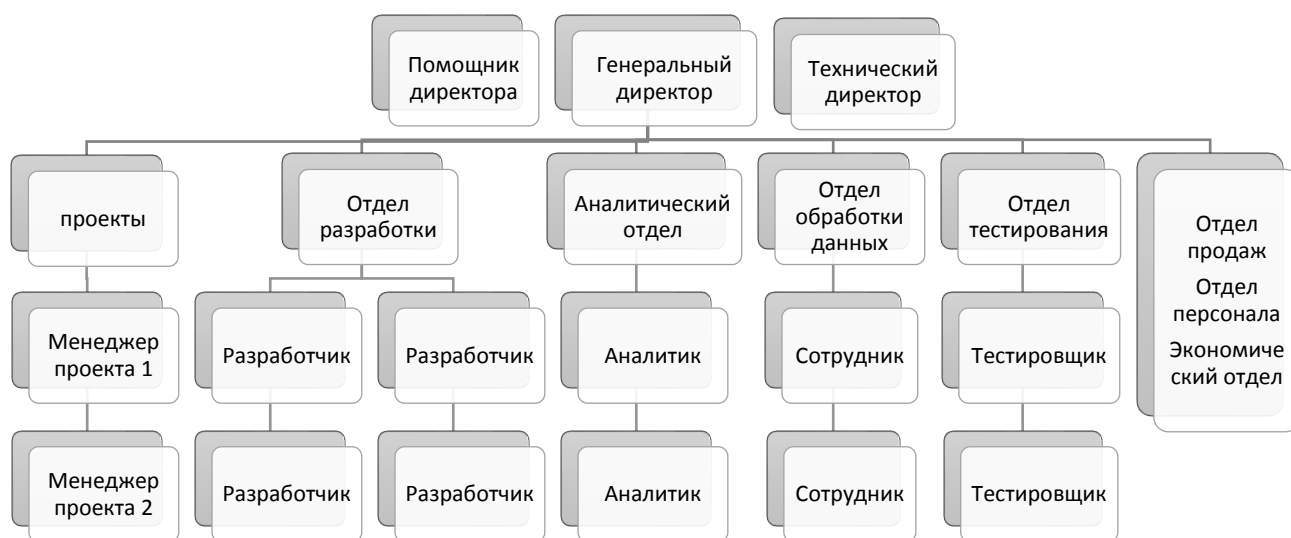 Помощник
директора
Генеральный
директор
Технический
директор
проекты
Отдел
разработки
Аналитический
отдел
Отдел
обработки
данных
Отдел
тестирования
Отдел
продаж
Отдел
персонала
Экономиче
ский отдел
Менеджер
проекта 1
Разработчик
Разработчик
Аналитик
Сотрудник
Тестировщик
Менеджер
проекта 2
Разработчик
Разработчик
Аналитик
Сотрудник
Тестировщик